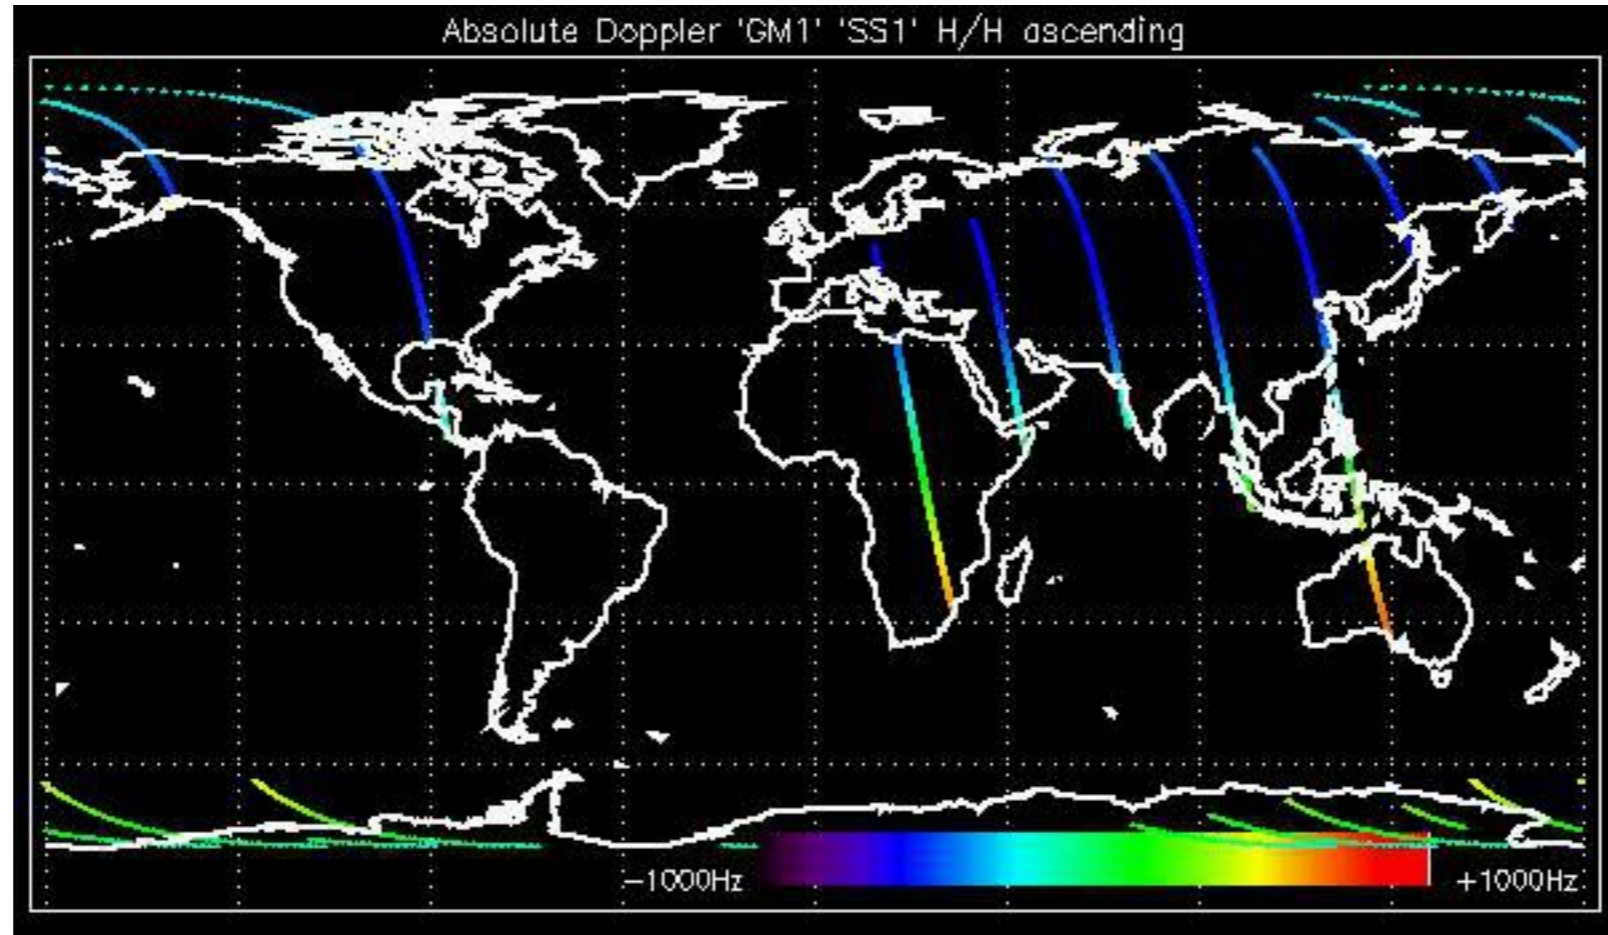 Absolute Doppler 'GM1' 'SS1' H/H ascending
−1000Hz
+1000Hz